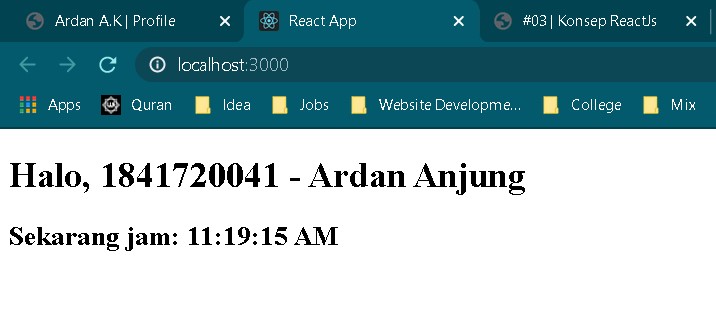 Ardan A.K | Profile
React App
#03 | Konsep ReactJs
localhost:3000
Apps
Quran
Idea
Jobs
Website Developme...
College
Mix
Halo, 1841720041 - Ardan Anjung
Sekarang jam: 11:19:15 AM